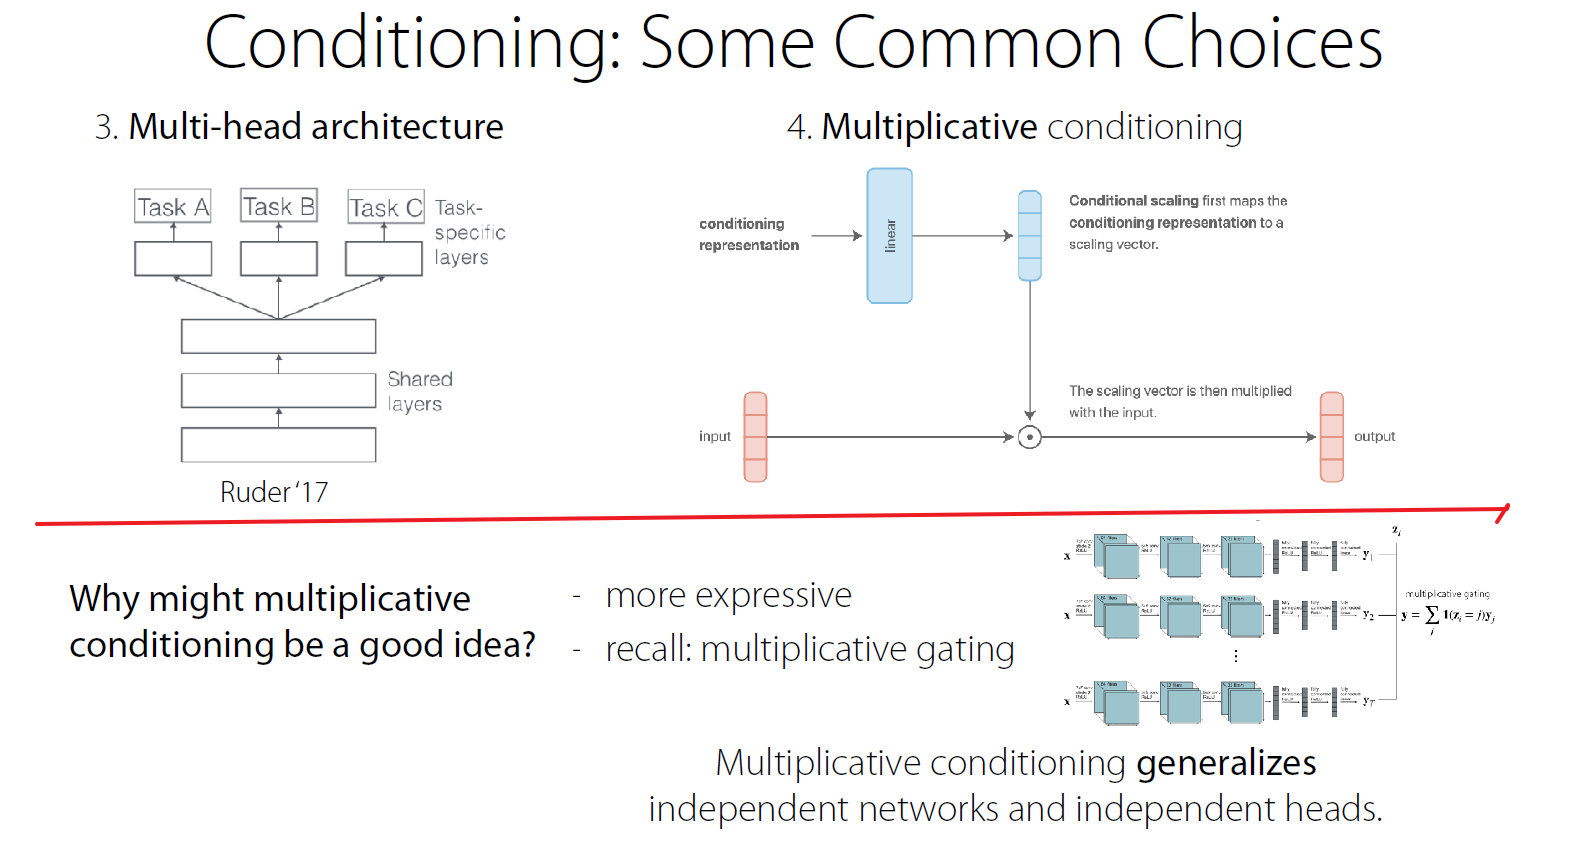 Conditioning: Some Common Choices
3. Multi-head architecture
Task A
Task B
Task C
Task-
specific
layers
Shared
layers
Ruder ‘17
4. Multiplicative conditioning
conditioning
representation
linear
Conditional scaling first maps the
conditioning representation to a
scaling vector.
The scaling vector is then multiplied
with the input.
input
output
Why might multiplicative
conditioning be a good idea?
- more expressive
- recall: multiplicative gating
x
y₁
x
y₂
⋮
x
y_T
z_i
multiplicative gating
y = ∑_j 1(z_i = j)y_j
Multiplicative conditioning generalizes
independent networks and independent heads.